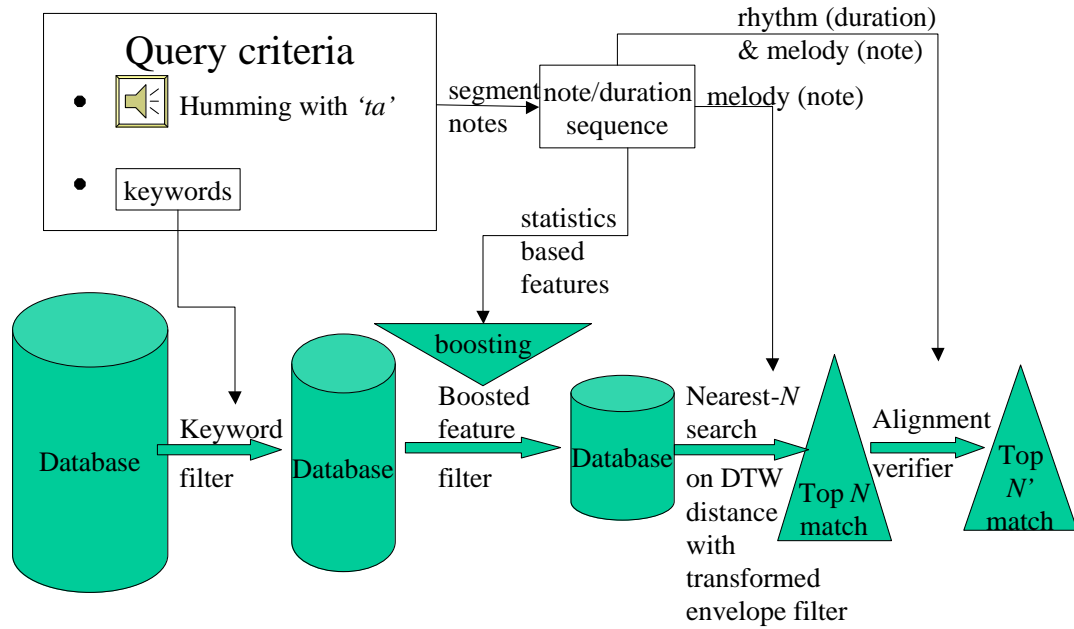 Query criteria
• Humming with ‘ta’
• keywords
segment
notes
note/duration
sequence
rhythm (duration)
& melody (note)
melody (note)
statistics
based
features
boosting
Database
Keyword
filter
Database
Boosted
feature
filter
Database
Nearest-N
search
on DTW
distance
with
transformed
envelope filter
Top N
match
Alignment
verifier
Top
N’
match